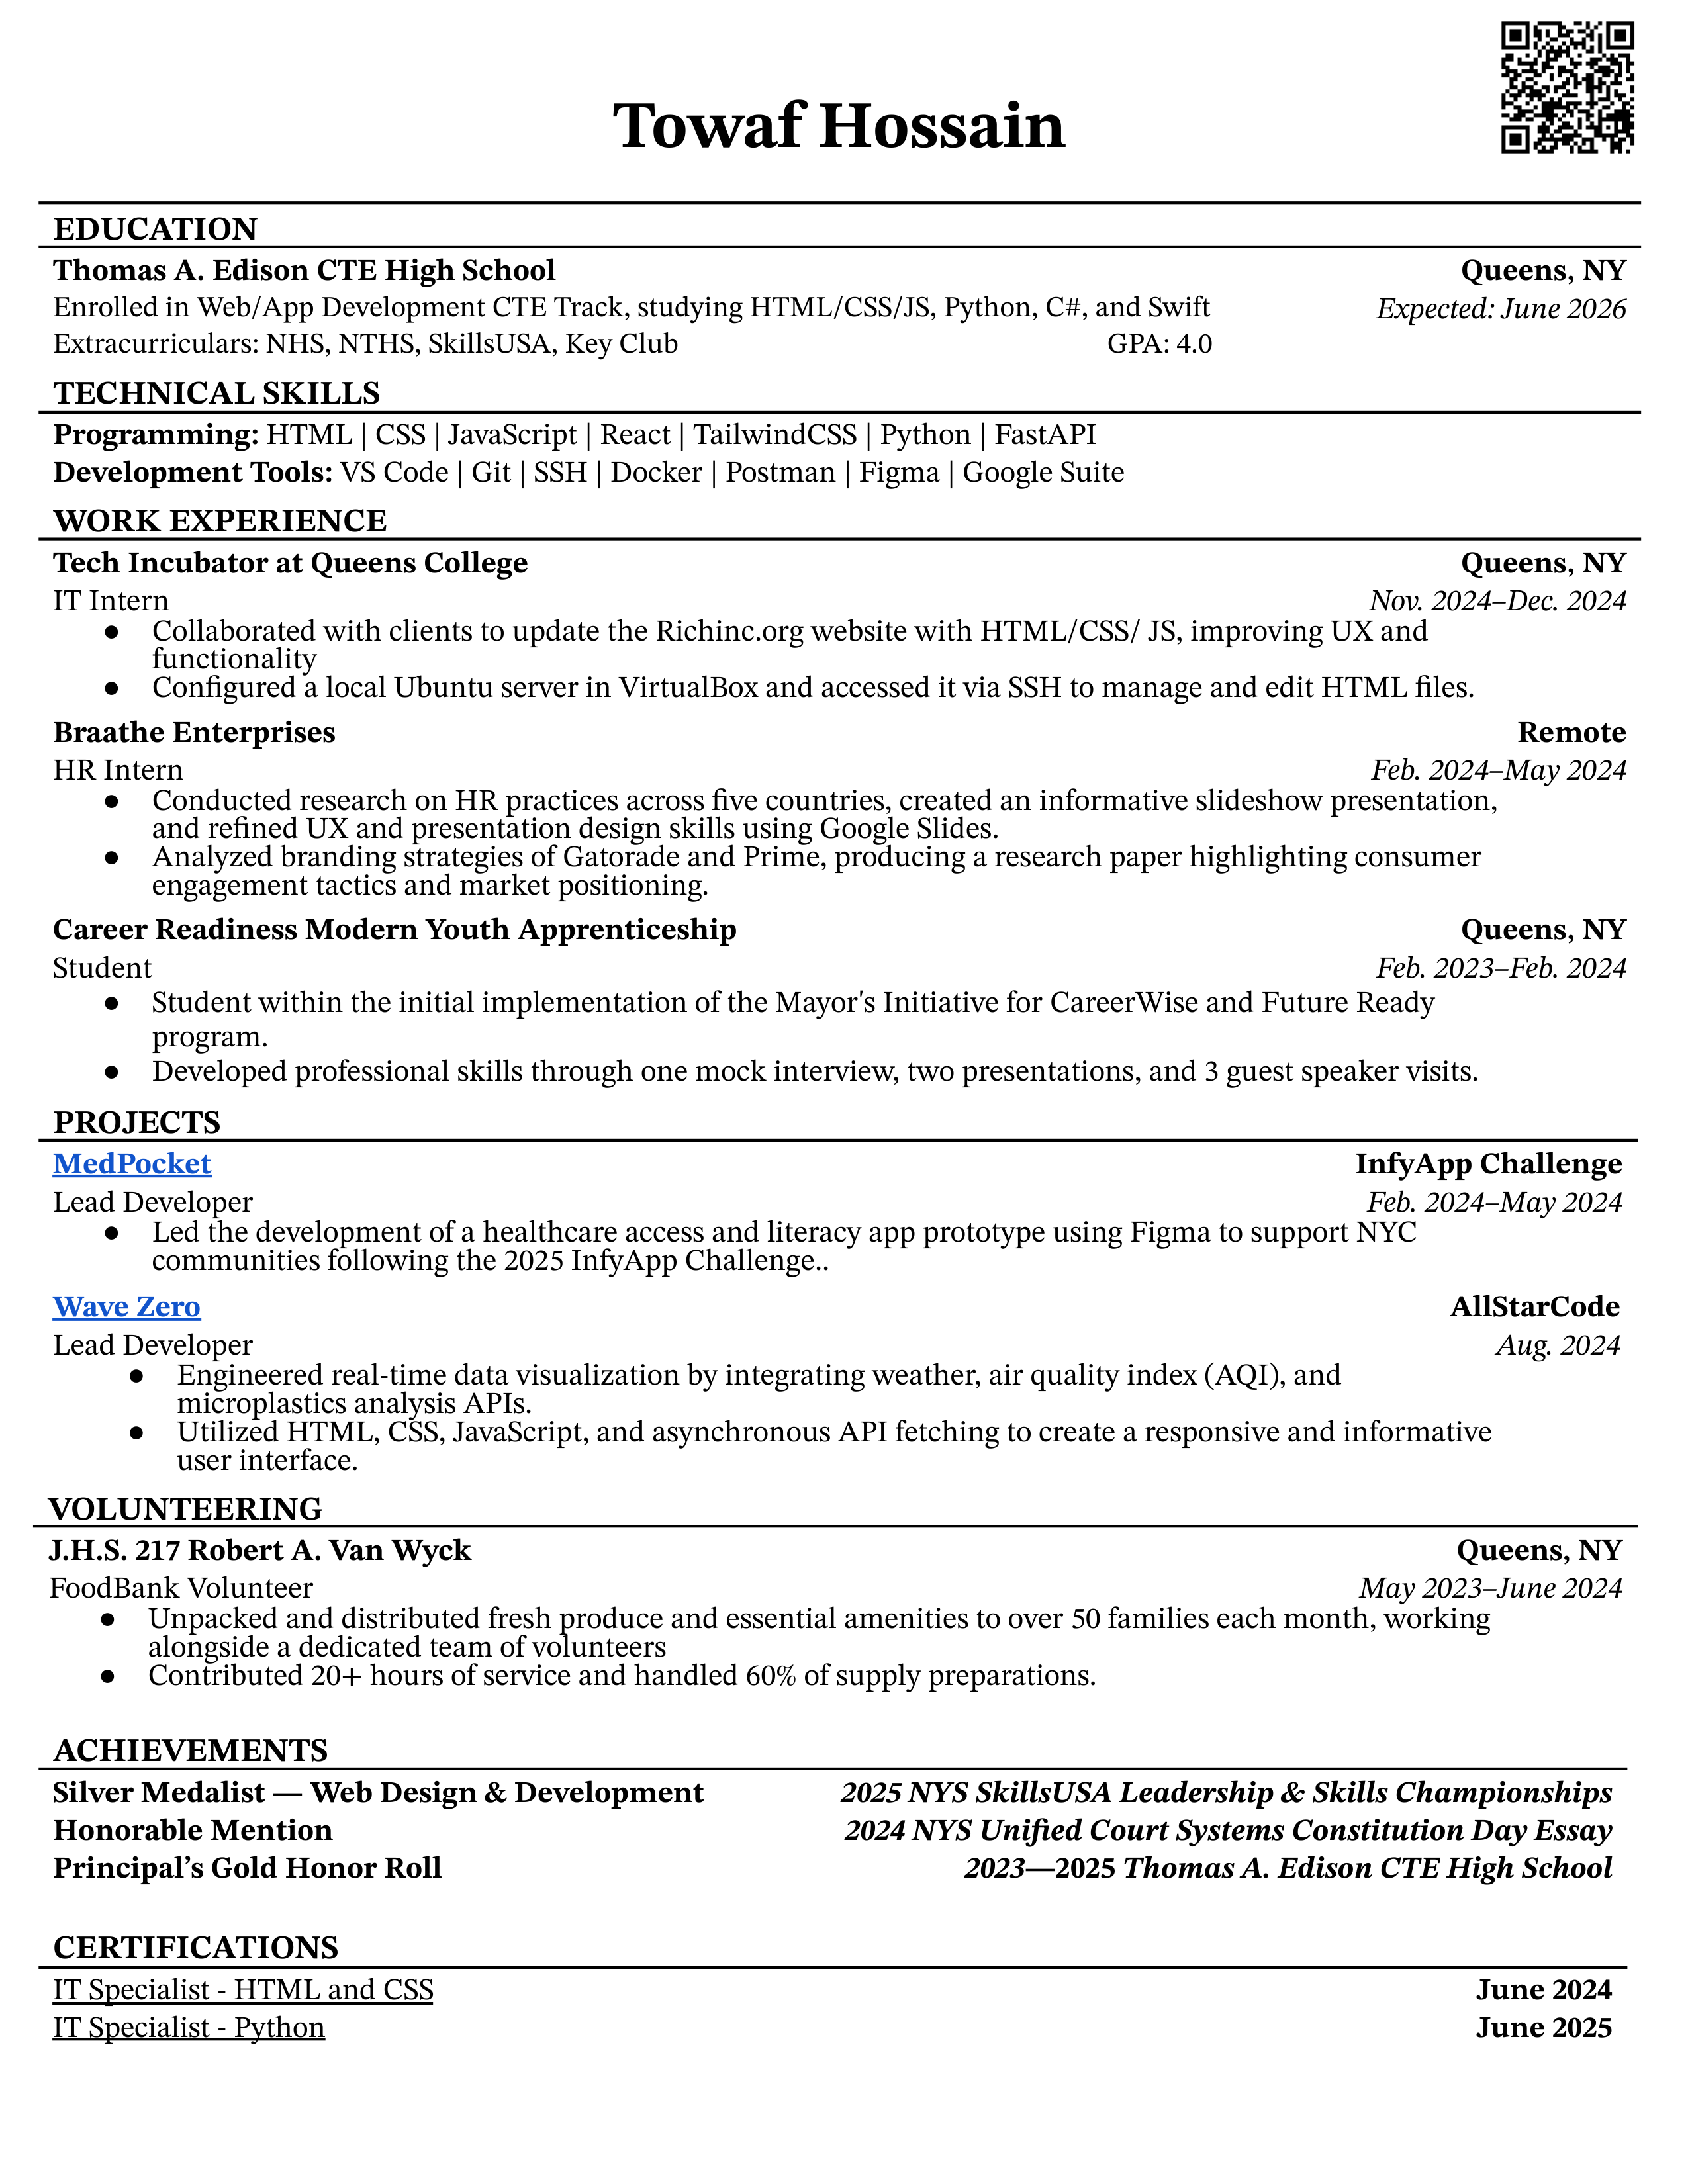 Towaf Hossain
EDUCATION
Thomas A. Edison CTE High School Queens, NY
Enrolled in Web/App Development CTE Track, studying HTML/CSS/JS, Python, C#, and Swift Expected: June 2026
Extracurriculars: NHS, NTHS, SkillsUSA, Key Club GPA: 4.0
TECHNICAL SKILLS
Programming: HTML | CSS | JavaScript | React | TailwindCSS | Python | FastAPI
Development Tools: VS Code | Git | SSH | Docker | Postman | Figma | Google Suite
WORK EXPERIENCE
Tech Incubator at Queens College Queens, NY
IT Intern Nov. 2024–Dec. 2024
● Collaborated with clients to update the Richinc.org website with HTML/CSS/ JS, improving UX and
functionality
● Configured a local Ubuntu server in VirtualBox and accessed it via SSH to manage and edit HTML files.
Braathe Enterprises Remote
HR Intern Feb. 2024–May 2024
● Conducted research on HR practices across five countries, created an informative slideshow presentation,
and refined UX and presentation design skills using Google Slides.
● Analyzed branding strategies of Gatorade and Prime, producing a research paper highlighting consumer
engagement tactics and market positioning.
Career Readiness Modern Youth Apprenticeship Queens, NY
Student Feb. 2023–Feb. 2024
● Student within the initial implementation of the Mayor's Initiative for CareerWise and Future Ready
program.
● Developed professional skills through one mock interview, two presentations, and 3 guest speaker visits.
PROJECTS
MedPocket InfyApp Challenge
Lead Developer Feb. 2024–May 2024
● Led the development of a healthcare access and literacy app prototype using Figma to support NYC
communities following the 2025 InfyApp Challenge..
Wave Zero AllStarCode
Lead Developer Aug. 2024
● Engineered real-time data visualization by integrating weather, air quality index (AQI), and
microplastics analysis APIs.
● Utilized HTML, CSS, JavaScript, and asynchronous API fetching to create a responsive and informative
user interface.
VOLUNTEERING
J.H.S. 217 Robert A. Van Wyck Queens, NY
FoodBank Volunteer May 2023–June 2024
● Unpacked and distributed fresh produce and essential amenities to over 50 families each month, working
alongside a dedicated team of volunteers
● Contributed 20+ hours of service and handled 60% of supply preparations.
ACHIEVEMENTS
Silver Medalist — Web Design & Development 2025 NYS SkillsUSA Leadership & Skills Championships
Honorable Mention 2024 NYS Unified Court Systems Constitution Day Essay
Principal’s Gold Honor Roll 2023—2025 Thomas A. Edison CTE High School
CERTIFICATIONS
IT Specialist - HTML and CSS June 2024
IT Specialist - Python June 2025